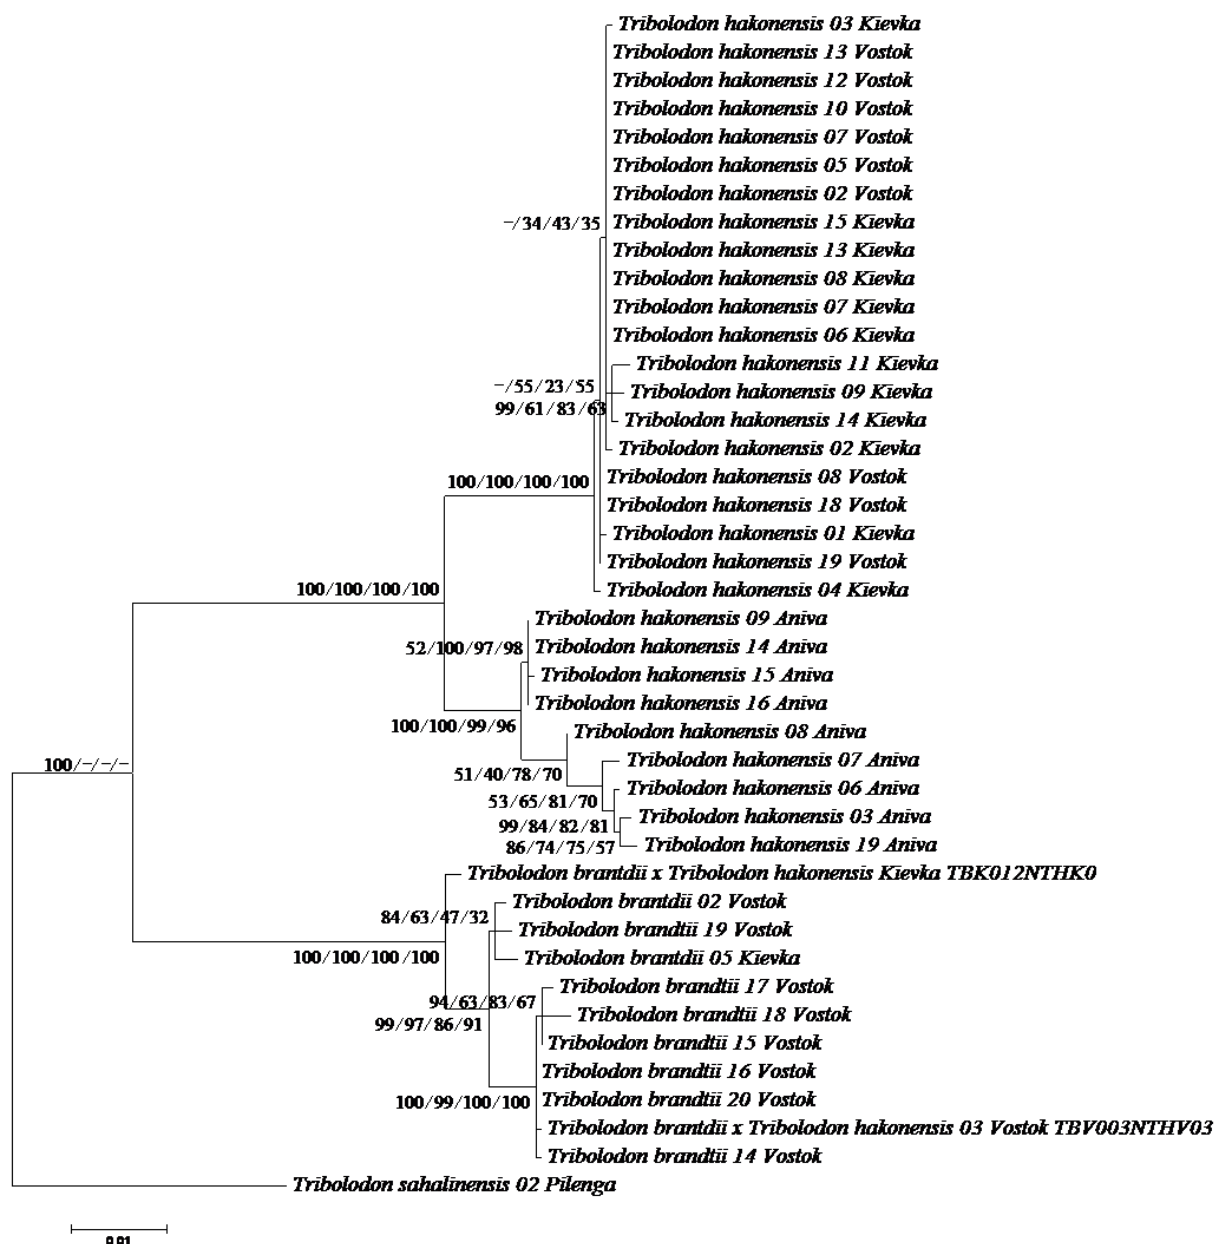 Tribolodon hakonensis 03 Kievka
Tribolodon hakonensis 13 Vostok
Tribolodon hakonensis 12 Vostok
Tribolodon hakonensis 10 Vostok
Tribolodon hakonensis 07 Vostok
Tribolodon hakonensis 05 Vostok
Tribolodon hakonensis 02 Vostok
–/34/43/35
Tribolodon hakonensis 15 Kievka
Tribolodon hakonensis 13 Kievka
Tribolodon hakonensis 08 Kievka
Tribolodon hakonensis 07 Kievka
Tribolodon hakonensis 06 Kievka
Tribolodon hakonensis 11 Kievka
–/55/23/55
Tribolodon hakonensis 09 Kievka
99/61/83/63
Tribolodon hakonensis 14 Kievka
Tribolodon hakonensis 02 Kievka
100/100/100/100
Tribolodon hakonensis 08 Vostok
Tribolodon hakonensis 18 Vostok
Tribolodon hakonensis 01 Kievka
Tribolodon hakonensis 19 Vostok
100/100/100/100
Tribolodon hakonensis 04 Kievka
Tribolodon hakonensis 09 Aniva
52/100/97/98
Tribolodon hakonensis 14 Aniva
Tribolodon hakonensis 15 Aniva
Tribolodon hakonensis 16 Aniva
100/100/99/96
Tribolodon hakonensis 08 Aniva
100/–/–/–
Tribolodon hakonensis 07 Aniva
51/40/78/70
Tribolodon hakonensis 06 Aniva
53/65/81/70
Tribolodon hakonensis 03 Aniva
99/84/82/81
Tribolodon hakonensis 19 Aniva
86/74/75/57
Tribolodon brantdii x Tribolodon hakonensis Kievka TBK012NTHK0
Tribolodon brantdii 02 Vostok
84/63/47/32
Tribolodon brandtii 19 Vostok
100/100/100/100
Tribolodon brantdii 05 Kievka
Tribolodon brandtii 17 Vostok
94/63/83/67
Tribolodon brandtii 18 Vostok
99/97/86/91
Tribolodon brandtii 15 Vostok
Tribolodon brandtii 16 Vostok
100/99/100/100
Tribolodon brandtii 20 Vostok
Tribolodon brantdii x Tribolodon hakonensis 03 Vostok TBV003NTHV03
Tribolodon brandtii 14 Vostok
Tribolodon sahalinensis 02 Pilenga